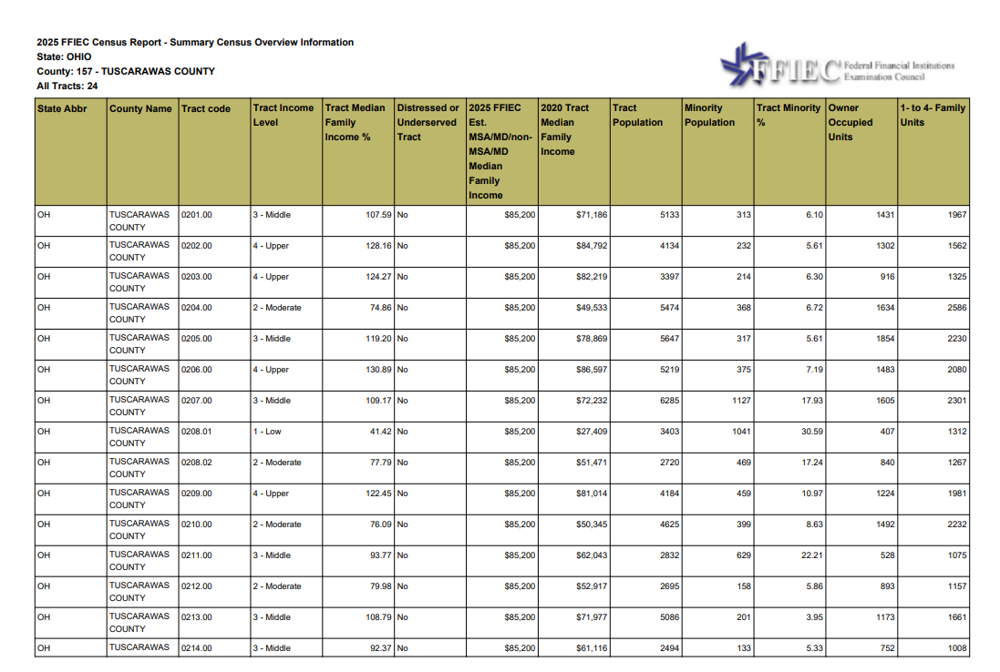 2025 FFIEC Census Report - Summary Census Overview Information
State: OHIO
County: 157 - TUSCARAWAS COUNTY
All Tracts: 24
FFIEC Federal Financial Institutions
Examination Council
State Abbr County Name Tract code Tract Income Level Tract Median Family Income % Distressed or Underserved Tract 2025 FFIEC Est. MSA/MD/non-MSA/MD Median Family Income 2020 Tract Median Family Income Tract Population Minority Population Tract Minority % Owner Occupied Units 1- to 4- Family Units
OH TUSCARAWAS COUNTY 0201.00 3 - Middle 107.59 No $85,200 $71,186 5133 313 6.10 1431 1967
OH TUSCARAWAS COUNTY 0202.00 4 - Upper 128.16 No $85,200 $84,792 4134 232 5.61 1302 1562
OH TUSCARAWAS COUNTY 0203.00 4 - Upper 124.27 No $85,200 $82,219 3397 214 6.30 916 1325
OH TUSCARAWAS COUNTY 0204.00 2 - Moderate 74.86 No $85,200 $49,533 5474 368 6.72 1634 2586
OH TUSCARAWAS COUNTY 0205.00 3 - Middle 119.20 No $85,200 $78,869 5647 317 5.61 1854 2230
OH TUSCARAWAS COUNTY 0206.00 4 - Upper 130.89 No $85,200 $86,597 5219 375 7.19 1483 2080
OH TUSCARAWAS COUNTY 0207.00 3 - Middle 109.17 No $85,200 $72,232 6285 1127 17.93 1605 2301
OH TUSCARAWAS COUNTY 0208.01 1 - Low 41.42 No $85,200 $27,409 3403 1041 30.59 407 1312
OH TUSCARAWAS COUNTY 0208.02 2 - Moderate 77.79 No $85,200 $51,471 2720 469 17.24 840 1267
OH TUSCARAWAS COUNTY 0209.00 4 - Upper 122.45 No $85,200 $81,014 4184 459 10.97 1224 1981
OH TUSCARAWAS COUNTY 0210.00 2 - Moderate 76.09 No $85,200 $50,345 4625 399 8.63 1492 2232
OH TUSCARAWAS COUNTY 0211.00 3 - Middle 93.77 No $85,200 $62,043 2832 629 22.21 528 1075
OH TUSCARAWAS COUNTY 0212.00 2 - Moderate 79.98 No $85,200 $52,917 2695 158 5.86 893 1157
OH TUSCARAWAS COUNTY 0213.00 3 - Middle 108.79 No $85,200 $71,977 5086 201 3.95 1173 1661
OH TUSCARAWAS 0214.00 3 - Middle 92.37 No $85,200 $61,116 2494 133 5.33 752 1008